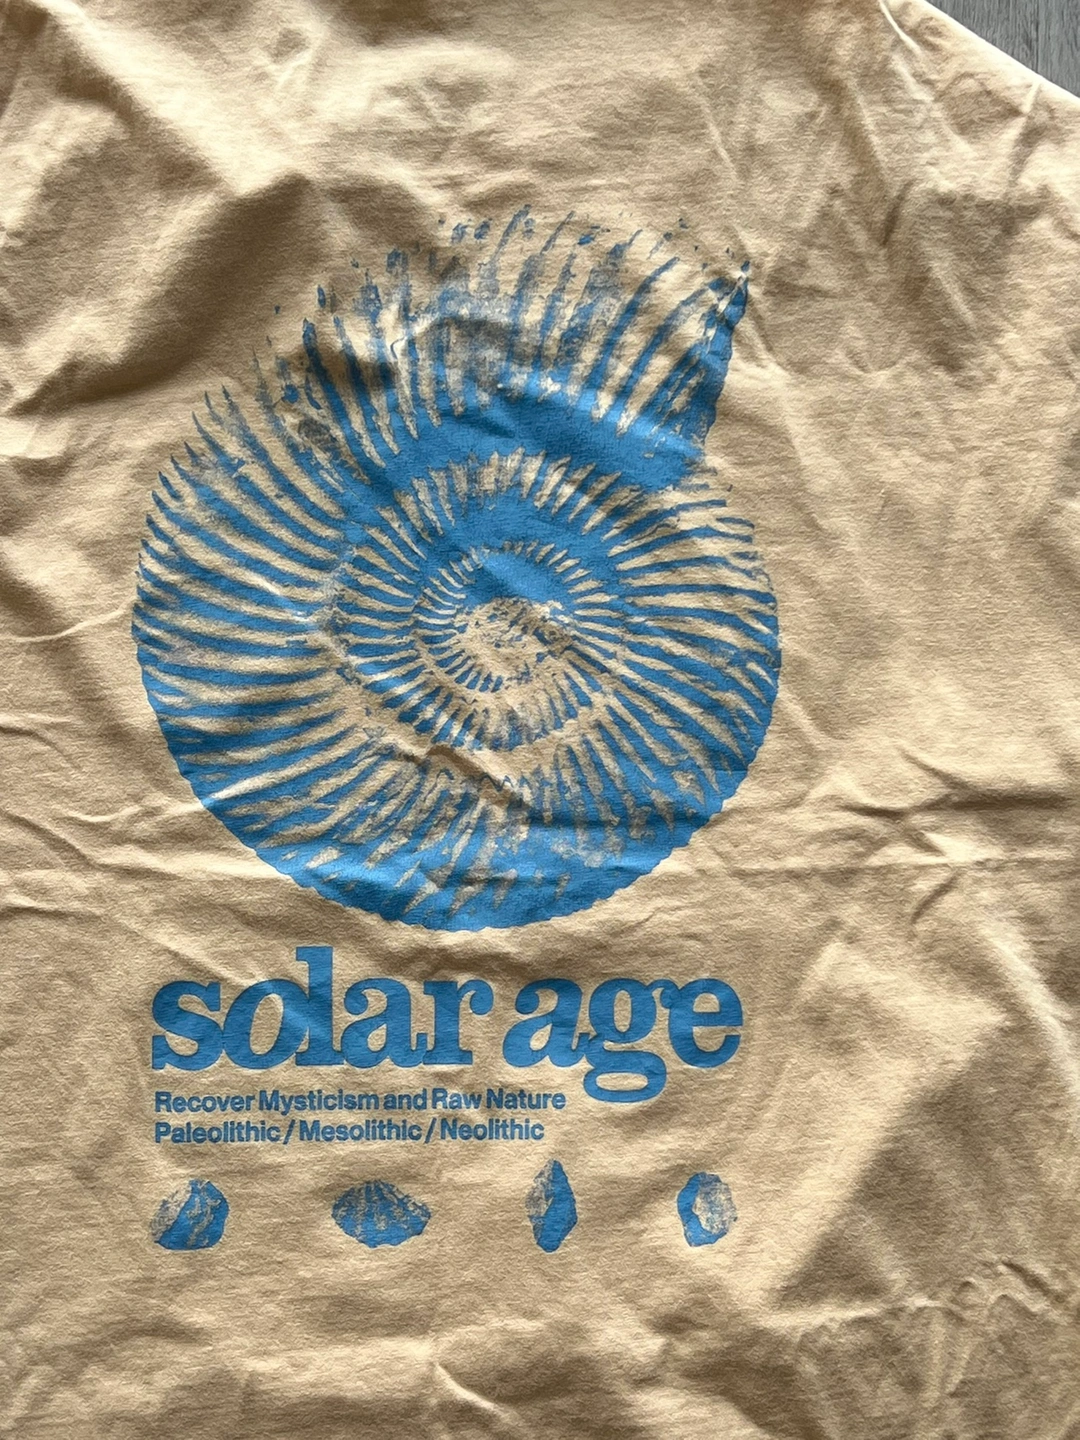 solar age
Recover Mysticism and Raw Nature
Paleolithic / Mesolithic / Neolithic